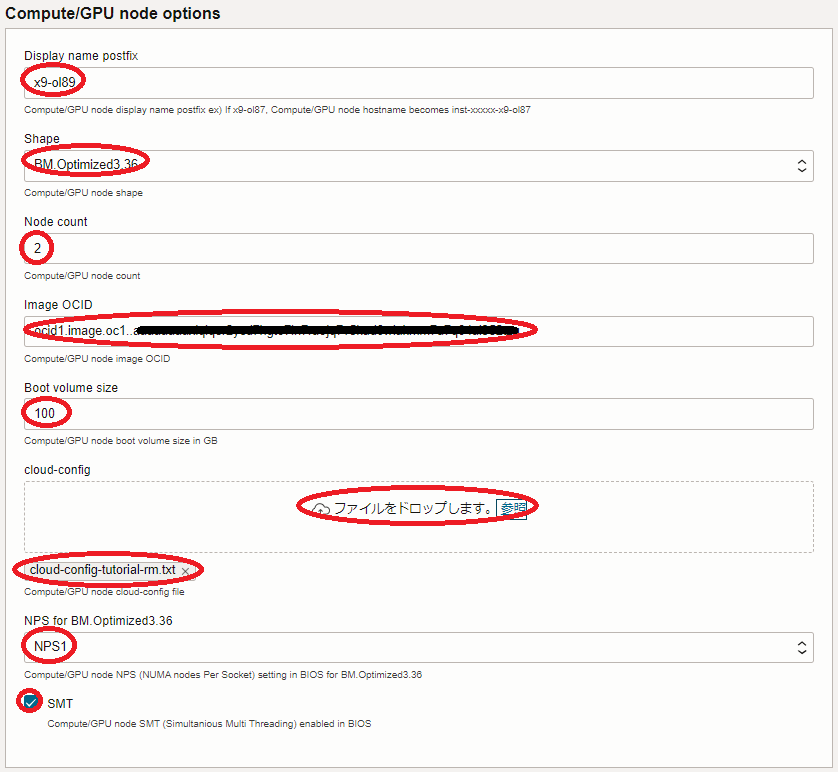 Compute/GPU node options
Display name postfix
x9-ol89
Compute/GPU node display name postfix ex) If x9-ol87, Compute/GPU node hostname becomes inst-xxxxx-x9-ol87
Shape
BM.Optimized3.36
Compute/GPU node shape
Node count
2
Compute/GPU node count
Image OCID
ocid1.image.oc1..
Compute/GPU node image OCID
Boot volume size
100
Compute/GPU node boot volume size in GB
cloud-config
ファイルをドロップします。 参照
cloud-config-tutorial-rm.txt ×
Compute/GPU node cloud-config file
NPS for BM.Optimized3.36
NPS1
Compute/GPU node NPS (NUMA nodes Per Socket) setting in BIOS for BM.Optimized3.36
SMT
Compute/GPU node SMT (Simultanious Multi Threading) enabled in BIOS